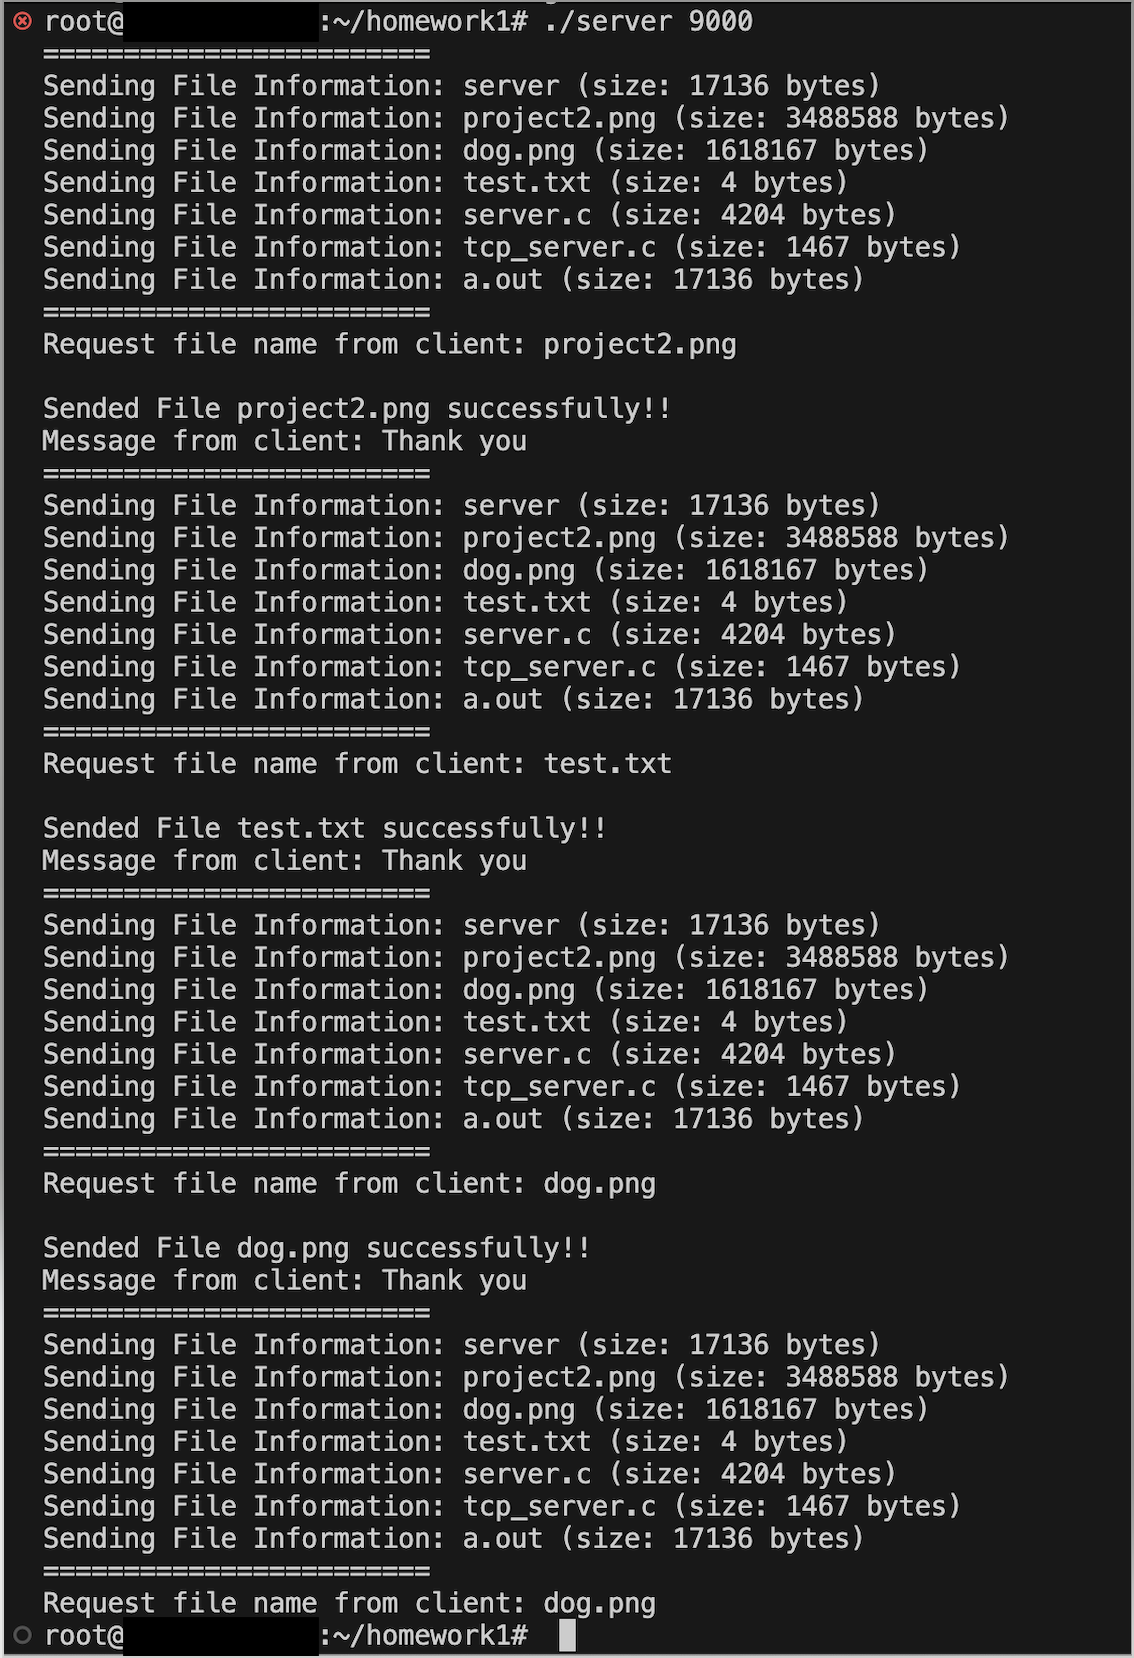 root@ :~/homework1# ./server 9000
========================
Sending File Information: server (size: 17136 bytes)
Sending File Information: project2.png (size: 3488588 bytes)
Sending File Information: dog.png (size: 1618167 bytes)
Sending File Information: test.txt (size: 4 bytes)
Sending File Information: server.c (size: 4204 bytes)
Sending File Information: tcp_server.c (size: 1467 bytes)
Sending File Information: a.out (size: 17136 bytes)
========================
Request file name from client: project2.png

Sended File project2.png successfully!!
Message from client: Thank you
========================
Sending File Information: server (size: 17136 bytes)
Sending File Information: project2.png (size: 3488588 bytes)
Sending File Information: dog.png (size: 1618167 bytes)
Sending File Information: test.txt (size: 4 bytes)
Sending File Information: server.c (size: 4204 bytes)
Sending File Information: tcp_server.c (size: 1467 bytes)
Sending File Information: a.out (size: 17136 bytes)
========================
Request file name from client: test.txt

Sended File test.txt successfully!!
Message from client: Thank you
========================
Sending File Information: server (size: 17136 bytes)
Sending File Information: project2.png (size: 3488588 bytes)
Sending File Information: dog.png (size: 1618167 bytes)
Sending File Information: test.txt (size: 4 bytes)
Sending File Information: server.c (size: 4204 bytes)
Sending File Information: tcp_server.c (size: 1467 bytes)
Sending File Information: a.out (size: 17136 bytes)
========================
Request file name from client: dog.png

Sended File dog.png successfully!!
Message from client: Thank you
========================
Sending File Information: server (size: 17136 bytes)
Sending File Information: project2.png (size: 3488588 bytes)
Sending File Information: dog.png (size: 1618167 bytes)
Sending File Information: test.txt (size: 4 bytes)
Sending File Information: server.c (size: 4204 bytes)
Sending File Information: tcp_server.c (size: 1467 bytes)
Sending File Information: a.out (size: 17136 bytes)
========================
Request file name from client: dog.png
root@ :~/homework1#